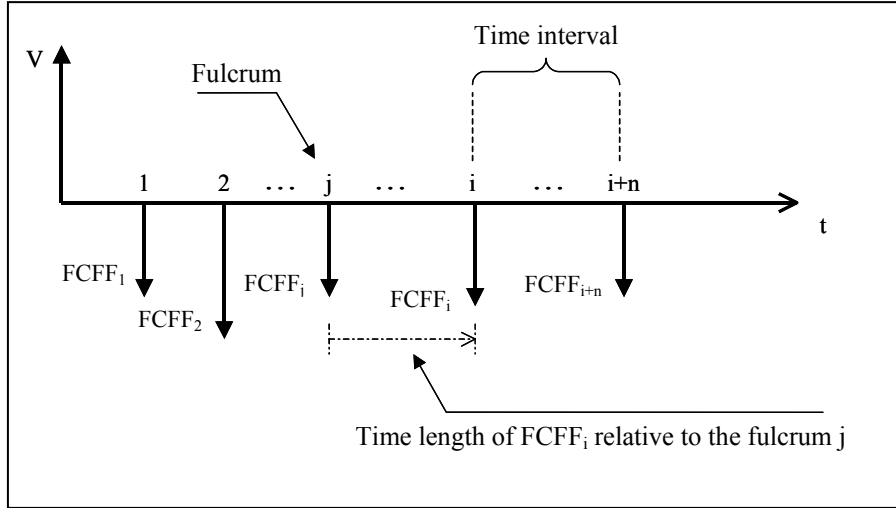 Time interval
V
Fulcrum
1 2 ... j ... i ... i+n
t
FCFF₁
FCFF₂
FCFFⱼ
FCFFᵢ
FCFFᵢ₊ₙ
Time length of FCFFᵢ relative to the fulcrum j